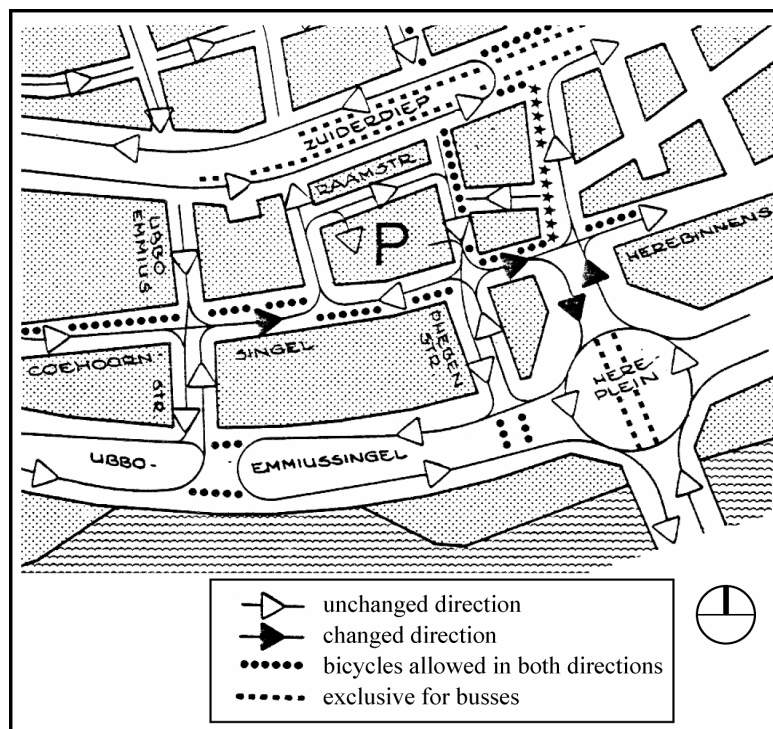 ZUIDERDIEP
RAAMSTR.
UBBO
EMMIUS
STR
P
HEREBINNENS
COEHOORN-
SINGEL
PHEBEN
STR
HERE-
PLEIN
UBBO-
EMMIUSSINGEL
unchanged direction
changed direction
bicycles allowed in both directions
exclusive for busses